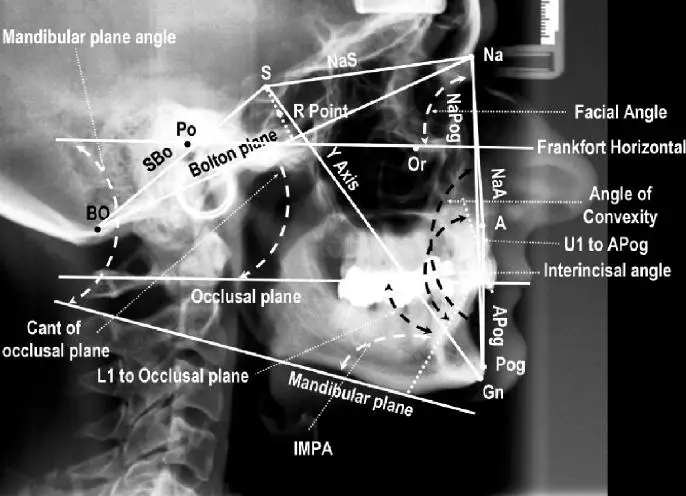 Mandibular plane angle
NaS
Na
S
R Point
NaPog
Facial Angle
Po
SBo
Bolton plane
Y Axis
Or
Frankfort Horizontal
NaA
Angle of
Convexity
BO
A
U1 to APog
Interincisal angle
Occlusal plane
APog
Cant of
occlusal plane
L1 to Occlusal plane
Mandibular plane
Pog
Gn
IMPA